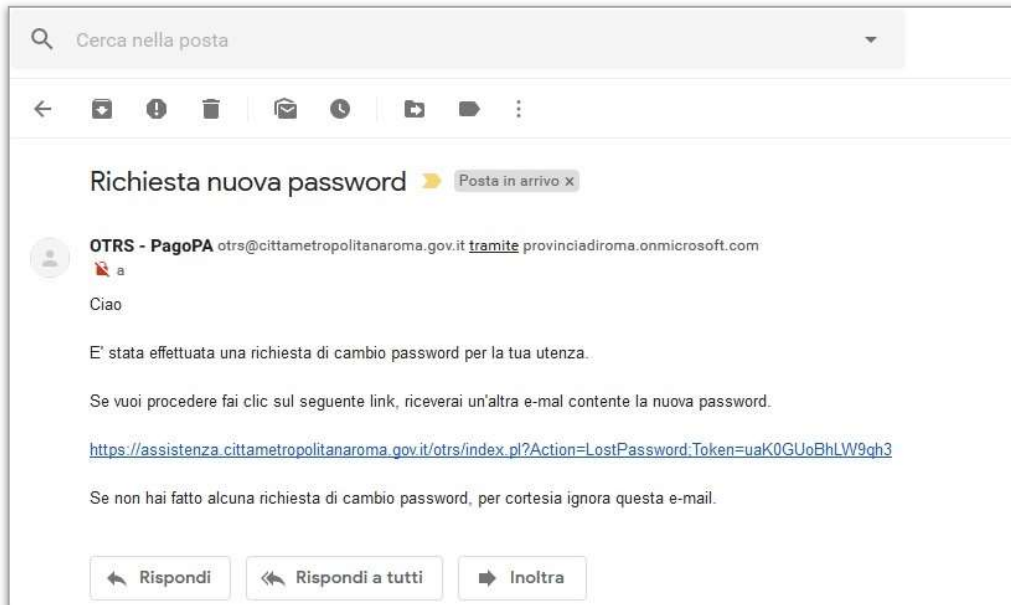 Cerca nella posta
Richiesta nuova password Posta in arrivo x
OTRS - PagoPA otrs@cittametropolitanaroma.gov.it tramite provinciadiroma.onmicrosoft.com
a
Ciao
E' stata effettuata una richiesta di cambio password per la tua utenza.
Se vuoi procedere fai clic sul seguente link, riceverai un'altra e-mal contente la nuova password.
https://assistenza.cittametropolitanaroma.gov.it/otrs/index.pl?Action=LostPassword;Token=uaK0GUoBhLW9qh3
Se non hai fatto alcuna richiesta di cambio password, per cortesia ignora questa e-mail.
Rispondi Rispondi a tutti Inoltra